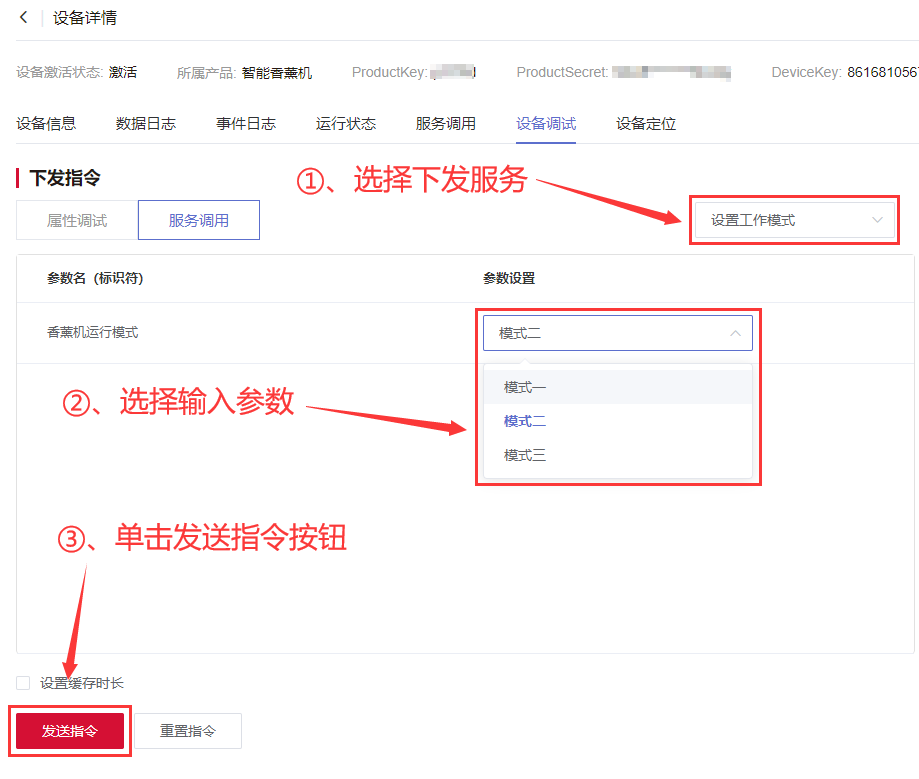 设备详情
设备激活状态: 激活 所属产品: 智能香薰机 ProductKey: ProductSecret: DeviceKey: 861681056
设备信息 数据日志 事件日志 运行状态 服务调用 设备调试 设备定位
下发指令
①、选择下发服务
属性调试 服务调用 设置工作模式
参数名（标识符) 参数设置
香薰机运行模式 模式二
模式一
②、选择输入参数
模式二
模式三
③、单击发送指令按钮
设置缓存时长
发送指令 重置指令